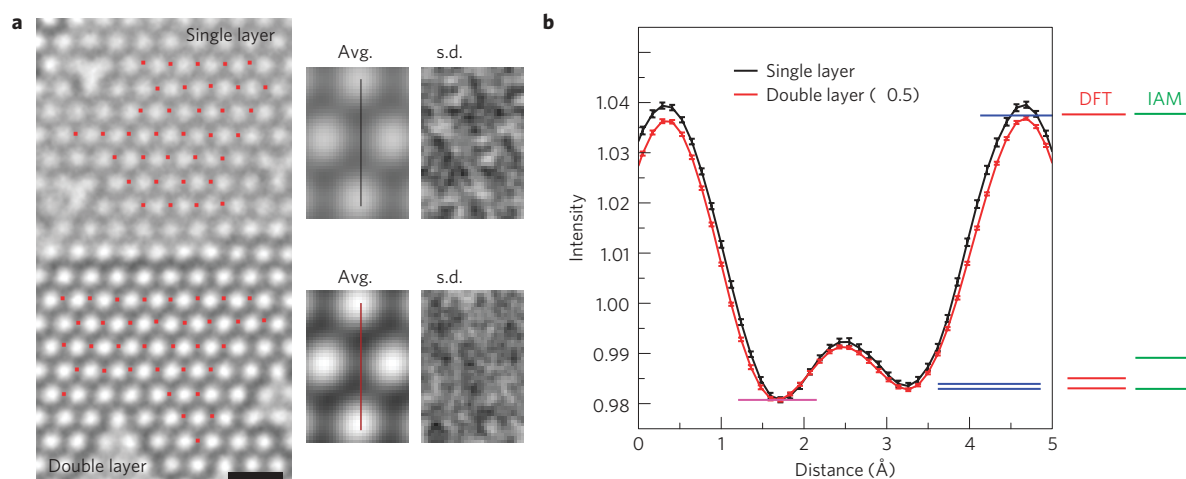 a
Single layer
Double layer
Avg.
s.d.
Avg.
s.d.
b
Single layer
Double layer ( 0.5)
DFT
IAM
Intensity
1.04
1.03
1.02
1.01
1.00
0.99
0.98
0 1 2 3 4 5
Distance (Å)